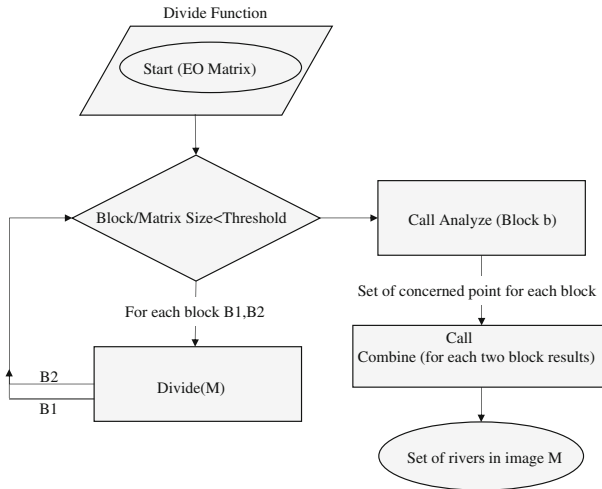 Divide Function
Start (EO Matrix)
Block/Matrix Size<Threshold
Call Analyze (Block b)
For each block B1,B2
Set of concerned point for each block
Call
Combine (for each two block results)
Divide(M)
B2
B1
Set of rivers in image M